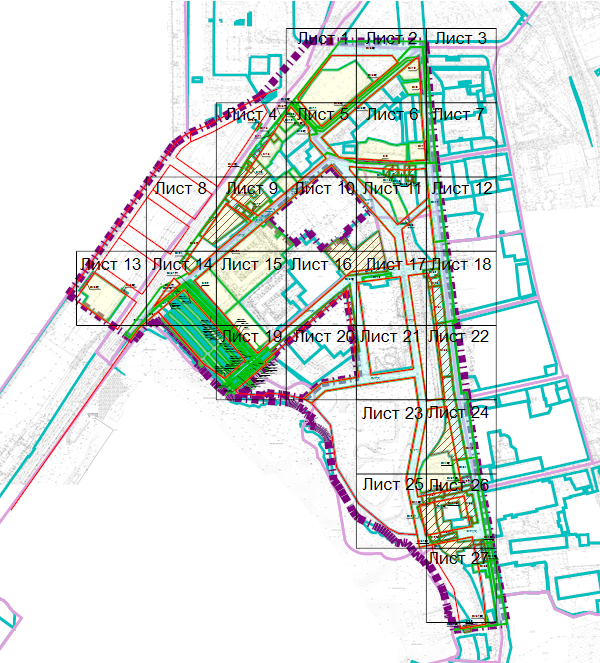 Лист 1 Лист 2 Лист 3
Лист 4 Лист 5 Лист 6 Лист 7
Лист 8 Лист 9 Лист 10 Лист 11 Лист 12
Лист 13 Лист 14 Лист 15 Лист 16 Лист 17 Лист 18
Лист 19 Лист 20 Лист 21 Лист 22
Лист 23 Лист 24
Лист 25 Лист 26
Лист 27